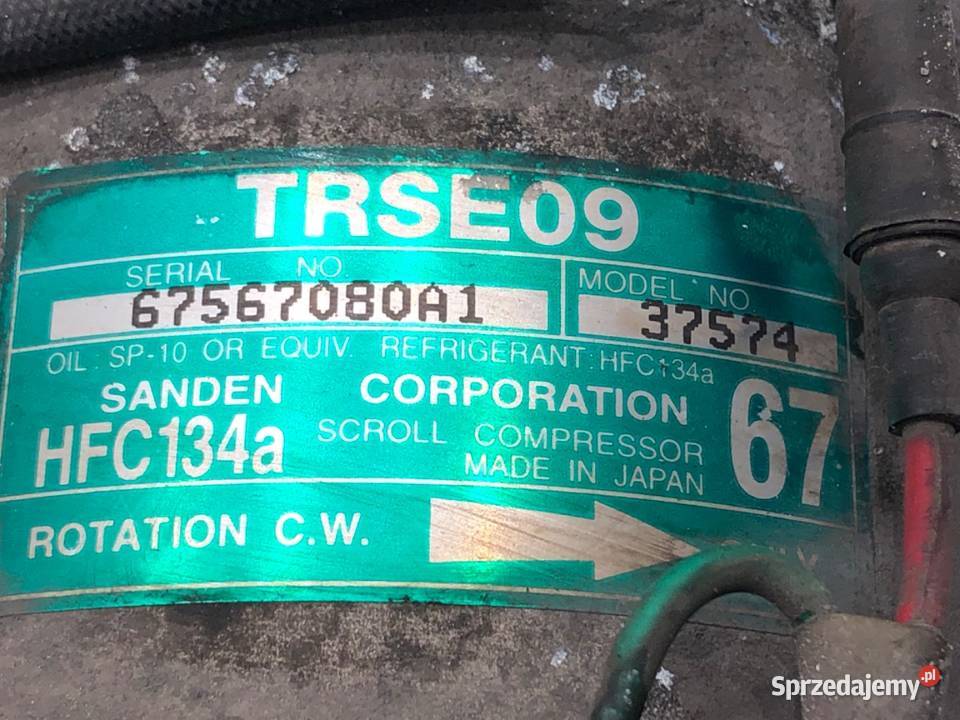 TRSE09
SERIAL NO.
67567080A1
MODEL NO.
37574
OIL : SP-10 OR EQUIV. REFRIGERANT : HFC134a
SANDEN CORPORATION
HFC134a
SCROLL COMPRESSOR
MADE IN JAPAN
67
ROTATION C.W.
Sprzedajemy.pl